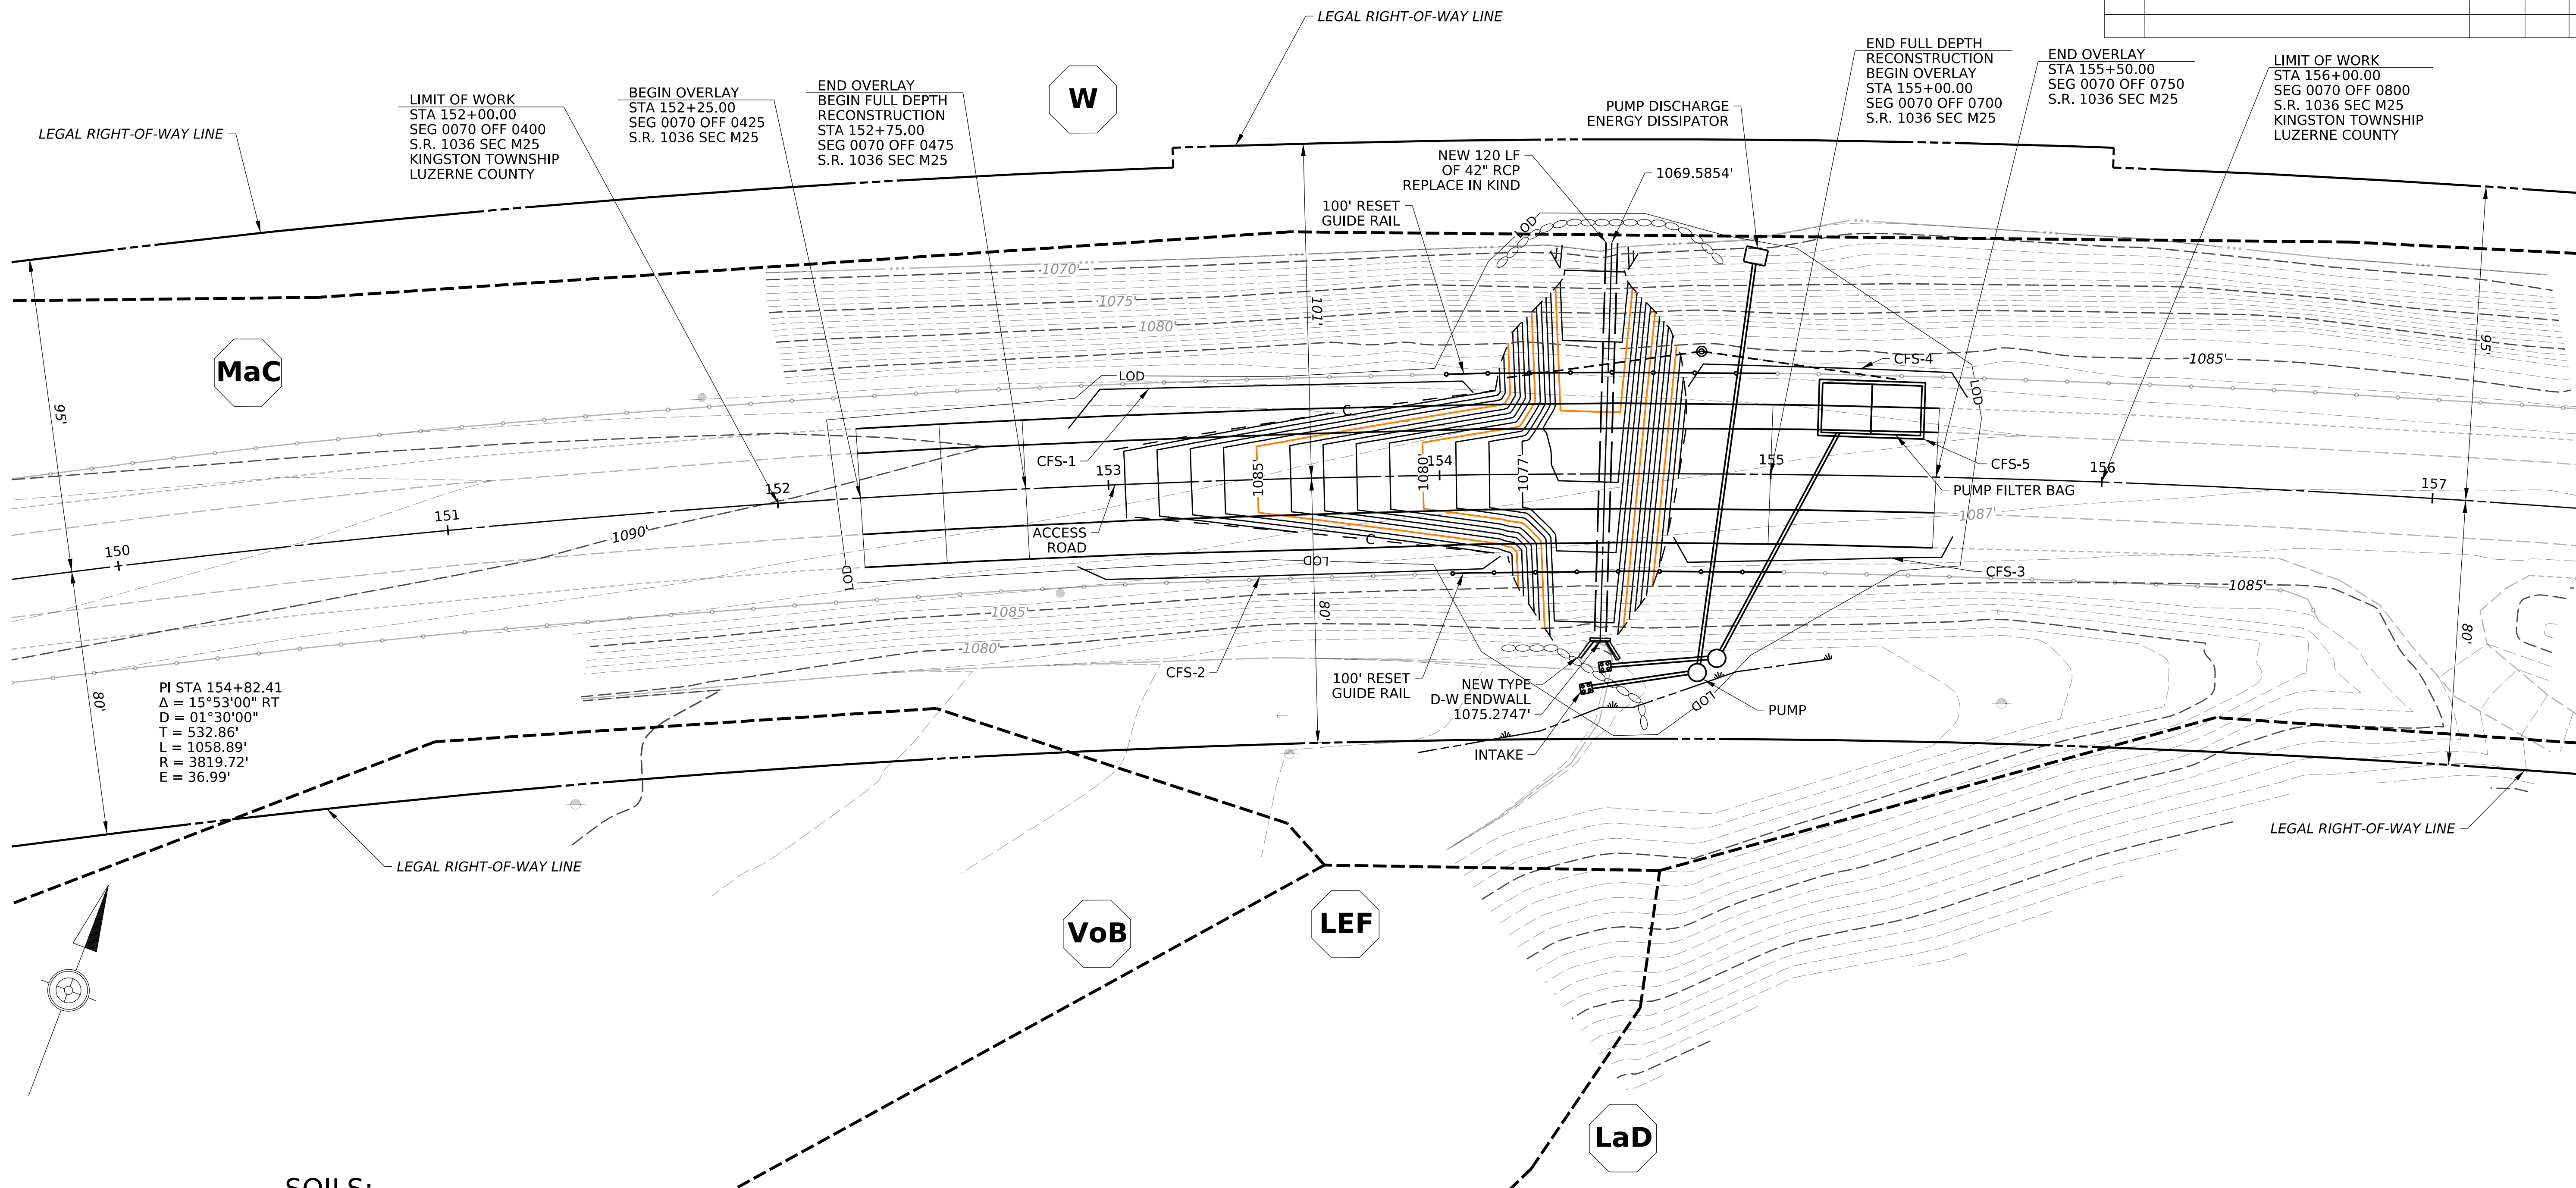 LEGAL RIGHT-OF-WAY LINE
W
LEGAL RIGHT-OF-WAY LINE
LIMIT OF WORK
STA 152+00.00
SEG 0070 OFF 0400
S.R. 1036 SEC M25
KINGSTON TOWNSHIP
LUZERNE COUNTY
BEGIN OVERLAY
STA 152+25.00
SEG 0070 OFF 0425
S.R. 1036 SEC M25
END OVERLAY
BEGIN FULL DEPTH
RECONSTRUCTION
STA 152+75.00
SEG 0070 OFF 0475
S.R. 1036 SEC M25
PUMP DISCHARGE
ENERGY DISSIPATOR
END FULL DEPTH
RECONSTRUCTION
BEGIN OVERLAY
STA 155+00.00
SEG 0070 OFF 0700
S.R. 1036 SEC M25
END OVERLAY
STA 155+50.00
SEG 0070 OFF 0750
S.R. 1036 SEC M25
LIMIT OF WORK
STA 156+00.00
SEG 0070 OFF 0800
S.R. 1036 SEC M25
KINGSTON TOWNSHIP
LUZERNE COUNTY
NEW 120 LF
OF 42" RCP
REPLACE IN KIND
1069.5854'
100' RESET
GUIDE RAIL
LOD
1070'
1075'
1080'
101'
95'
1085'
MaC
95'
LOD
CFS-4
LOD
C
CFS-1
1085'
1080'
1077'
CFS-5
PUMP FILTER BAG
1087'
150
151
152
153
154
155
156
157
1090'
ACCESS
ROAD
C
LOD
LOD
CFS-3
1085'
1085'
1080'
80'
80'
80'
CFS-2
100' RESET
GUIDE RAIL
NEW TYPE
D-W ENDWALL
1075.2747'
LOD
PUMP
INTAKE
PI STA 154+82.41
Δ = 15°53'00" RT
D = 01°30'00"
T = 532.86'
L = 1058.89'
R = 3819.72'
E = 36.99'
LEGAL RIGHT-OF-WAY LINE
LEGAL RIGHT-OF-WAY LINE
VoB
LEF
LaD
SOILS: